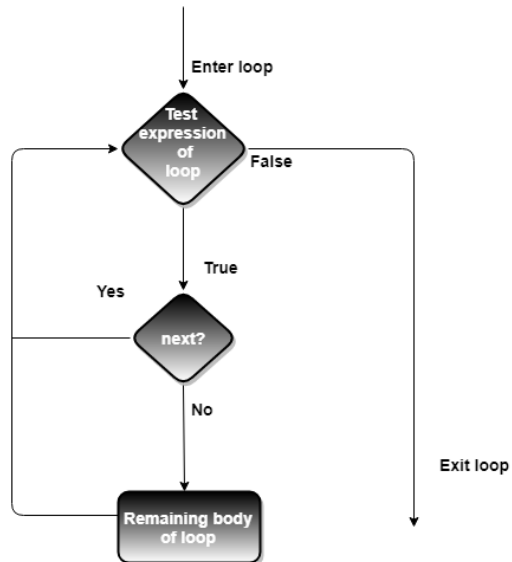 Enter loop
Test
expression
of
loop
False
True
Yes
next?
No
Exit loop
Remaining body
of loop